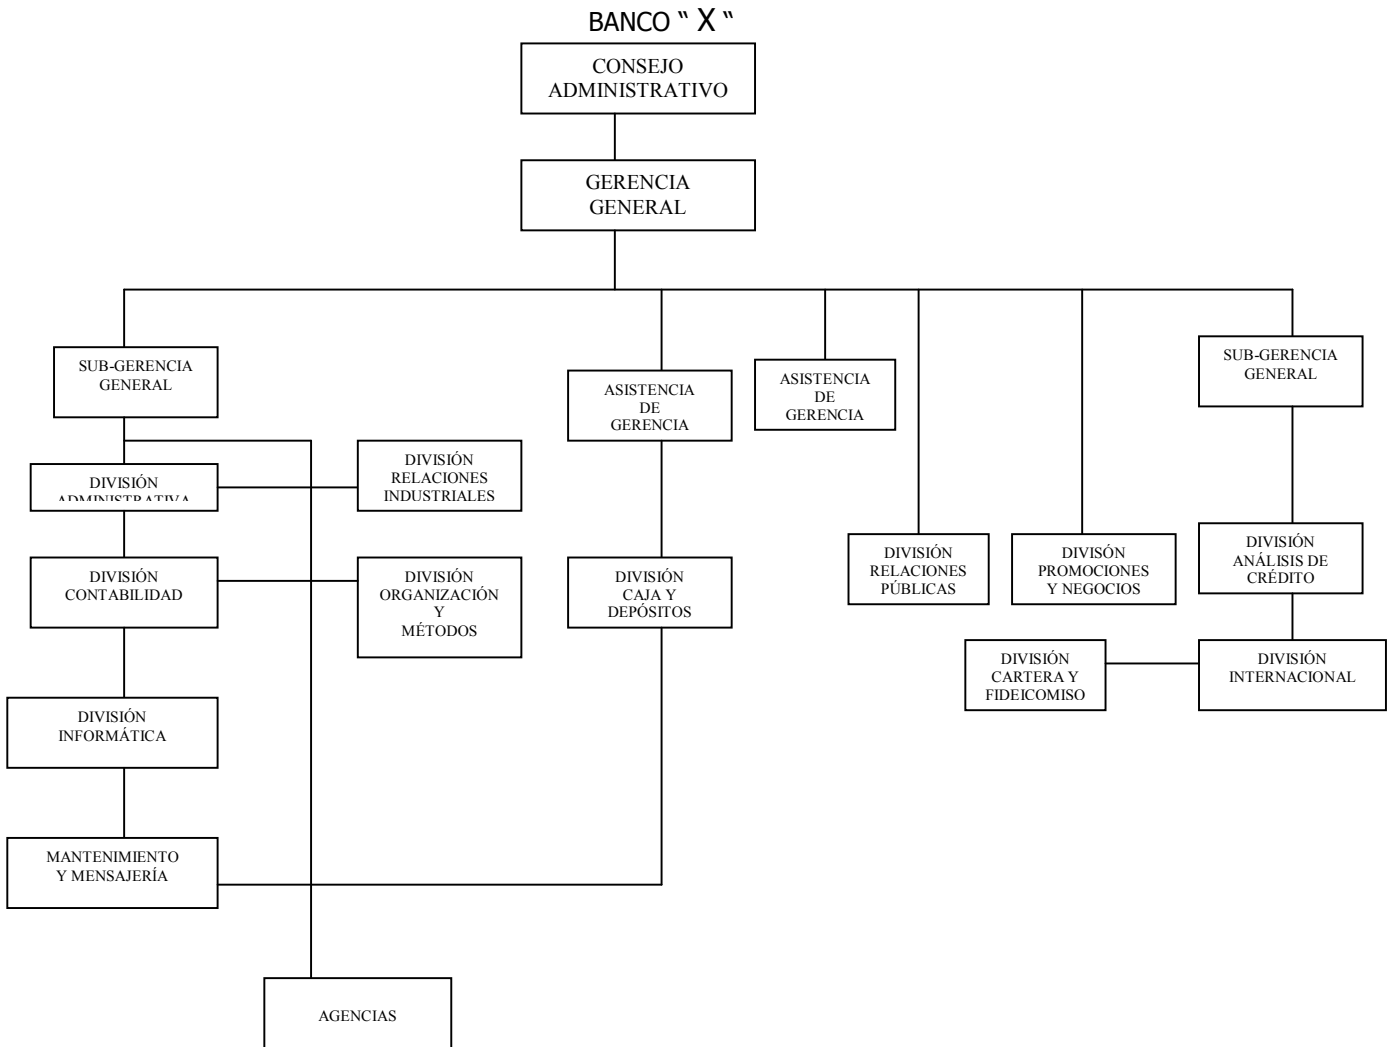 BANCO “ X “
CONSEJO
ADMINISTRATIVO
GERENCIA
GENERAL
SUB-GERENCIA
GENERAL
ASISTENCIA
DE
GERENCIA
ASISTENCIA
DE
GERENCIA
SUB-GERENCIA
GENERAL
DIVISIÓN
ADMINISTRATIVA
DIVISIÓN
RELACIONES
INDUSTRIALES
DIVISIÓN
CONTABILIDAD
DIVISIÓN
ORGANIZACIÓN
Y
MÉTODOS
DIVISIÓN
CAJA Y
DEPÓSITOS
DIVISIÓN
RELACIONES
PÚBLICAS
DIVISÓN
PROMOCIONES
Y NEGOCIOS
DIVISIÓN
ANÁLISIS DE
CRÉDITO
DIVISIÓN
CARTERA Y
FIDEICOMISO
DIVISIÓN
INTERNACIONAL
DIVISIÓN
INFORMÁTICA
MANTENIMIENTO
Y MENSAJERÍA
AGENCIAS